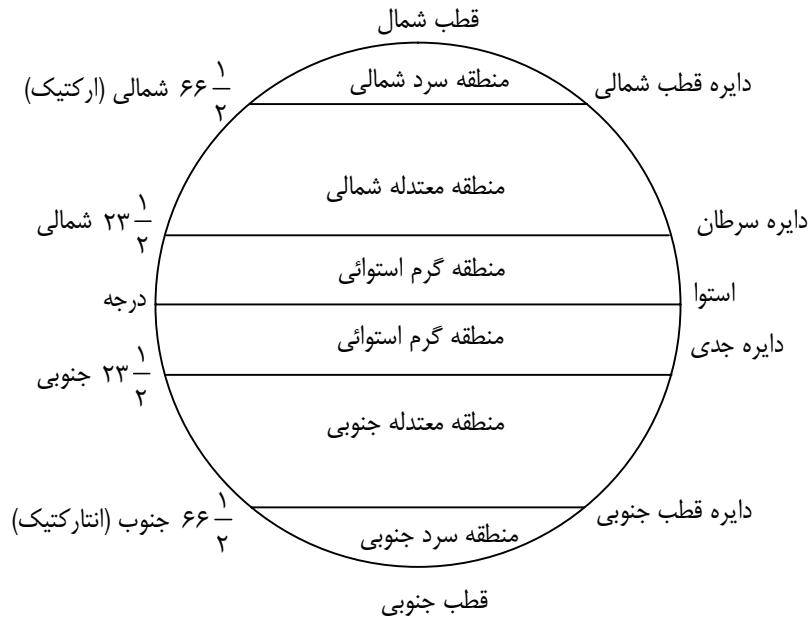 قطب شمال
منطقه سرد شمالی
دایره قطب شمالی
۶۶ ۱/۲ شمالی (ارکتیک)
منطقه معتدله شمالی
دایره سرطان
۲۳ ۱/۲ شمالی
منطقه گرم استوائی
استوا
درجه
منطقه گرم استوائی
دایره جدی
۲۳ ۱/۲ جنوبی
منطقه معتدله جنوبی
دایره قطب جنوبی
۶۶ ۱/۲ جنوب (انتارکتیک)
منطقه سرد جنوبی
قطب جنوبی